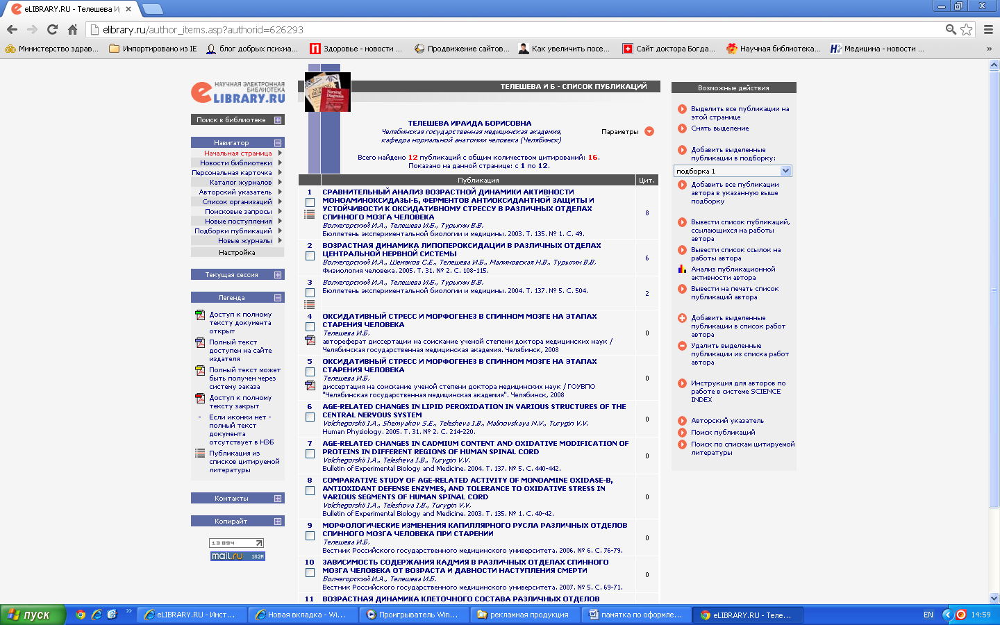 eLIBRARY.RU - Телешева И
elibrary.ru/author_items.asp?authorid=626293
Министерство здрав...
Импортировано из IE
блог добрых психиа...
Здоровье - новости ...
Продвижение сайтов...
Как увеличить посе...
Сайт доктора Богда...
Научная библиотека...
Медицина - новости ...
»
НАУЧНАЯ ЭЛЕКТРОННАЯ
БИБЛИОТЕКА
eLIBRARY.RU
Поиск в библиотеке
Навигатор
Начальная страница
Новости библиотеки
Персональная карточка
Каталог журналов
Авторский указатель
Список организаций
Поисковые запросы
Новые поступления
Подборки публикаций
Новые журналы
Настройка
Текущая сессия
Легенда
Доступ к полному
тексту документа
открыт
Полный текст
доступен на сайте
издателя
Полный текст может
быть получен через
систему заказа
Доступ к полному
тексту закрыт
- Если иконки нет -
полный текст
документа
отсутствует в НЭБ
Публикация из
списков цитируемой
литературы
Контакты
Копирайт
13 894
mail.ru 182M
Nursing
Diagnosis
ТЕЛЕШЕВА И Б - СПИСОК ПУБЛИКАЦИЙ
ТЕЛЕШЕВА ИРАИДА БОРИСОВНА
Челябинская государственная медицинская академия,
кафедра нормальной анатомии человека (Челябинск)
Параметры
Всего найдено 12 публикаций с общим количеством цитирований: 16.
Показано на данной странице: с 1 по 12.
Публикация Цит.
1 СРАВНИТЕЛЬНЫЙ АНАЛИЗ ВОЗРАСТНОЙ ДИНАМИКИ АКТИВНОСТИ
МОНОАМИНОКСИДАЗЫ-Б, ФЕРМЕНТОВ АНТИОКСИДАНТНОЙ ЗАЩИТЫ И
УСТОЙЧИВОСТИ К ОКСИДАТИВНОМУ СТРЕССУ В РАЗЛИЧНЫХ ОТДЕЛАХ
СПИННОГО МОЗГА ЧЕЛОВЕКА
Волчегорский И.А., Телешева И.Б., Турыгин В.В.
Бюллетень экспериментальной биологии и медицины. 2003. Т. 135. № 1. С. 49.
8
2 ВОЗРАСТНАЯ ДИНАМИКА ЛИПОПЕРОКСИДАЦИИ В РАЗЛИЧНЫХ ОТДЕЛАХ
ЦЕНТРАЛЬНОЙ НЕРВНОЙ СИСТЕМЫ
Волчегорский И.А., Шемяков С.Е., Телешева И.Б., Малиновская Н.В., Турыгин В.В.
Физиология человека. 2005. Т. 31. № 2. С. 108-115.
6
3 Волчегорский И.А., Телешева И.Б., Турыгин В.В.
Бюллетень экспериментальной биологии и медицины. 2004. Т. 137. № 5. С. 504.
2
4 ОКСИДАТИВНЫЙ СТРЕСС И МОРФОГЕНЕЗ В СПИННОМ МОЗГЕ НА ЭТАПАХ
СТАРЕНИЯ ЧЕЛОВЕКА
Телешева И.Б.
автореферат диссертации на соискание ученой степени доктора медицинских наук /
Челябинская государственная медицинская академия. Челябинск, 2008
0
5 ОКСИДАТИВНЫЙ СТРЕСС И МОРФОГЕНЕЗ В СПИННОМ МОЗГЕ НА ЭТАПАХ
СТАРЕНИЯ ЧЕЛОВЕКА
Телешева И.Б.
диссертация на соискание ученой степени доктора медицинских наук / ГОУВПО
"Челябинская государственная медицинская академия". Челябинск, 2008
0
6 AGE-RELATED CHANGES IN LIPID PEROXIDATION IN VARIOUS STRUCTURES OF THE
CENTRAL NERVOUS SYSTEM
Volchegorskii I.A., Shemyakov S.E., Telesheva I.B., Malinovskaya N.V., Turygin V.V.
Human Physiology. 2005. Т. 31. № 2. С. 214-220.
0
7 AGE-RELATED CHANGES IN CADMIUM CONTENT AND OXIDATIVE MODIFICATION OF
PROTEINS IN DIFFERENT REGIONS OF HUMAN SPINAL CORD
Volchegorskii I.A., Telesheva I.B., Turygin V.V.
Bulletin of Experimental Biology and Medicine. 2004. Т. 137. № 5. С. 440-442.
0
8 COMPARATIVE STUDY OF AGE-RELATED ACTIVITY OF MONOAMINE OXIDASE-B,
ANTIOXIDANT DEFENSE ENZYMES, AND TOLERANCE TO OXIDATIVE STRESS IN
VARIOUS SEGMENTS OF HUMAN SPINAL CORD
Volchegorskii I.A., Teleshova I.B., Turygin V.V.
Bulletin of Experimental Biology and Medicine. 2003. Т. 135. № 1. С. 40-42.
0
9 МОРФОЛОГИЧЕСКИЕ ИЗМЕНЕНИЯ КАПИЛЛЯРНОГО РУСЛА РАЗЛИЧНЫХ ОТДЕЛОВ
СПИННОГО МОЗГА ЧЕЛОВЕКА ПРИ СТАРЕНИИ
Телешева И.Б.
Вестник Российского государственного медицинского университета. 2006. № 6. С. 76-79.
0
10 ЗАВИСИМОСТЬ СОДЕРЖАНИЯ КАДМИЯ В РАЗЛИЧНЫХ ОТДЕЛАХ СПИННОГО
МОЗГА ЧЕЛОВЕКА ОТ ВОЗРАСТА И ДАВНОСТИ НАСТУПЛЕНИЯ СМЕРТИ
Волчегорский И.А., Телешева И.Б.
Вестник Российского государственного медицинского университета. 2007. № 5. С. 69-71.
0
11 ВОЗРАСТНАЯ ДИНАМИКА КЛЕТОЧНОГО СОСТАВА РАЗЛИЧНЫХ ОТДЕЛОВ
Возможные действия
Выделить все публикации на
этой странице
Снять выделение
Добавить выделенные
публикации в подборку:
подборка 1
Добавить все публикации
автора в указанную выше
подборку
Вывести список публикаций,
ссылающихся на работы
автора
Вывести список ссылок на
работы автора
Анализ публикационной
активности автора
Вывести на печать список
публикаций автора
Добавить выделенные
публикации в список работ
автора
Удалить выделенные
публикации из списка работ
автора
Инструкция для авторов по
работе в системе SCIENCE
INDEX
Авторский указатель
Поиск публикаций
Поиск по спискам цитируемой
литературы
пуск
»
eLIBRARY.RU - Инст...
Новая вкладка - Wi...
Проигрыватель Win...
рекламная продукция
памятка по оформле...
eLIBRARY.RU - Теле...
EN
14:59